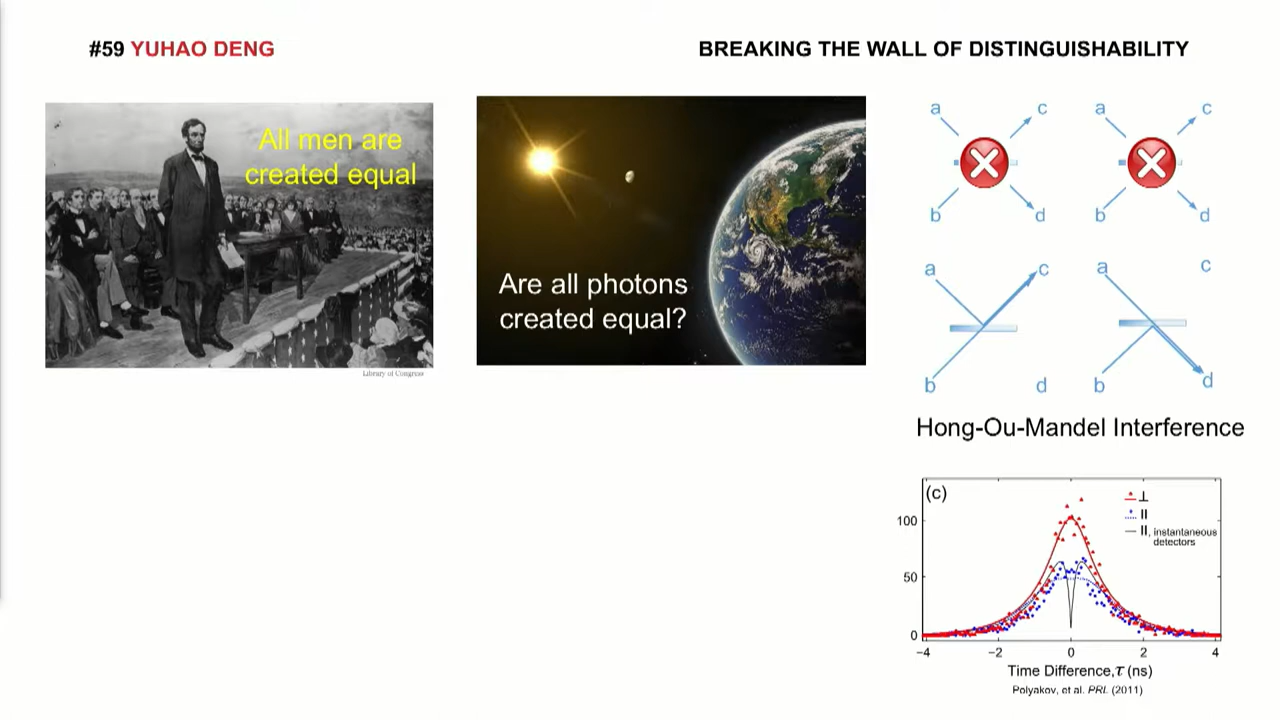 #59 YUHAO DENG
BREAKING THE WALL OF DISTINGUISHABILITY
All men are
created equal
Library of Congress
Are all photons
created equal?
a c a c
b d b d
a c a c
b d b d
Hong-Ou-Mandel Interference
(c)
⊥
||
||, instantaneous
detectors
100
50
0
−4 −2 0 2 4
Time Difference,τ (ns)
Polyakov, et al. PRL (2011)